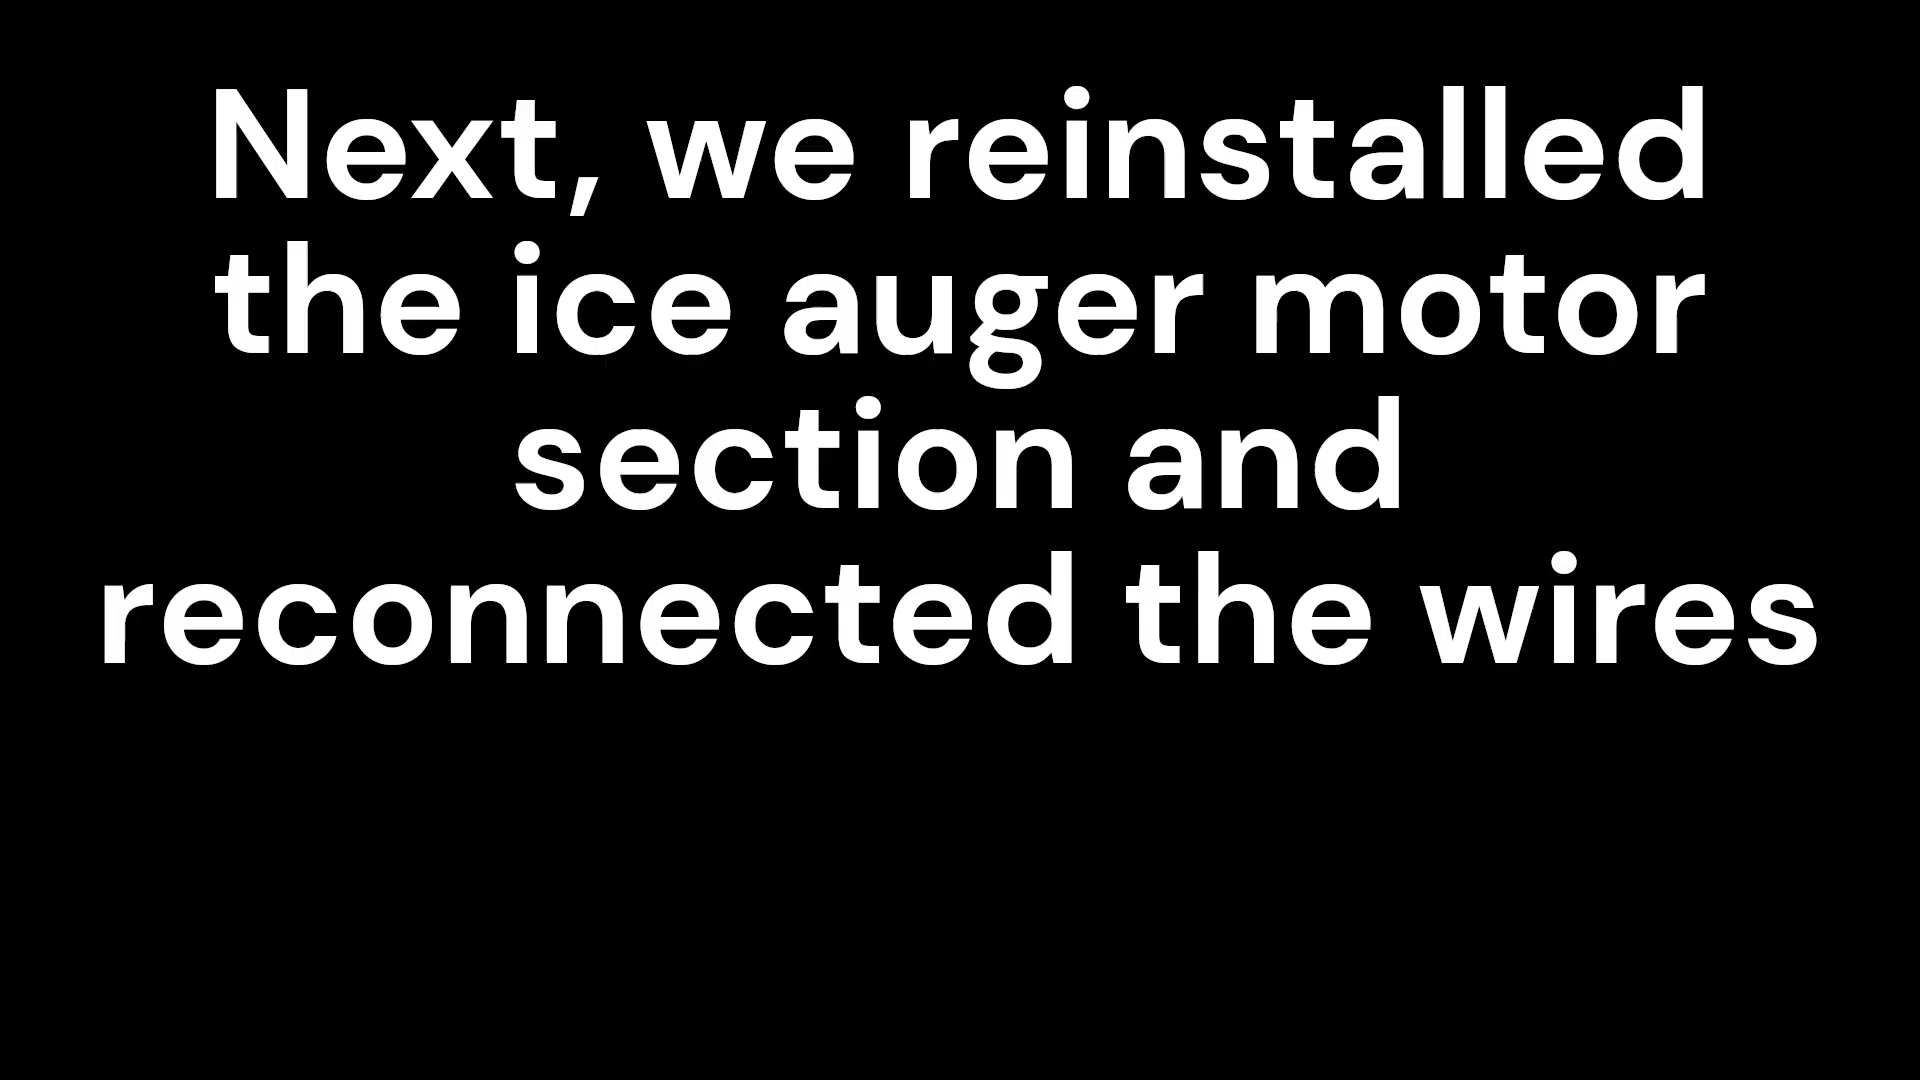 Next, we reinstalled
the ice auger motor
section and
reconnected the wires